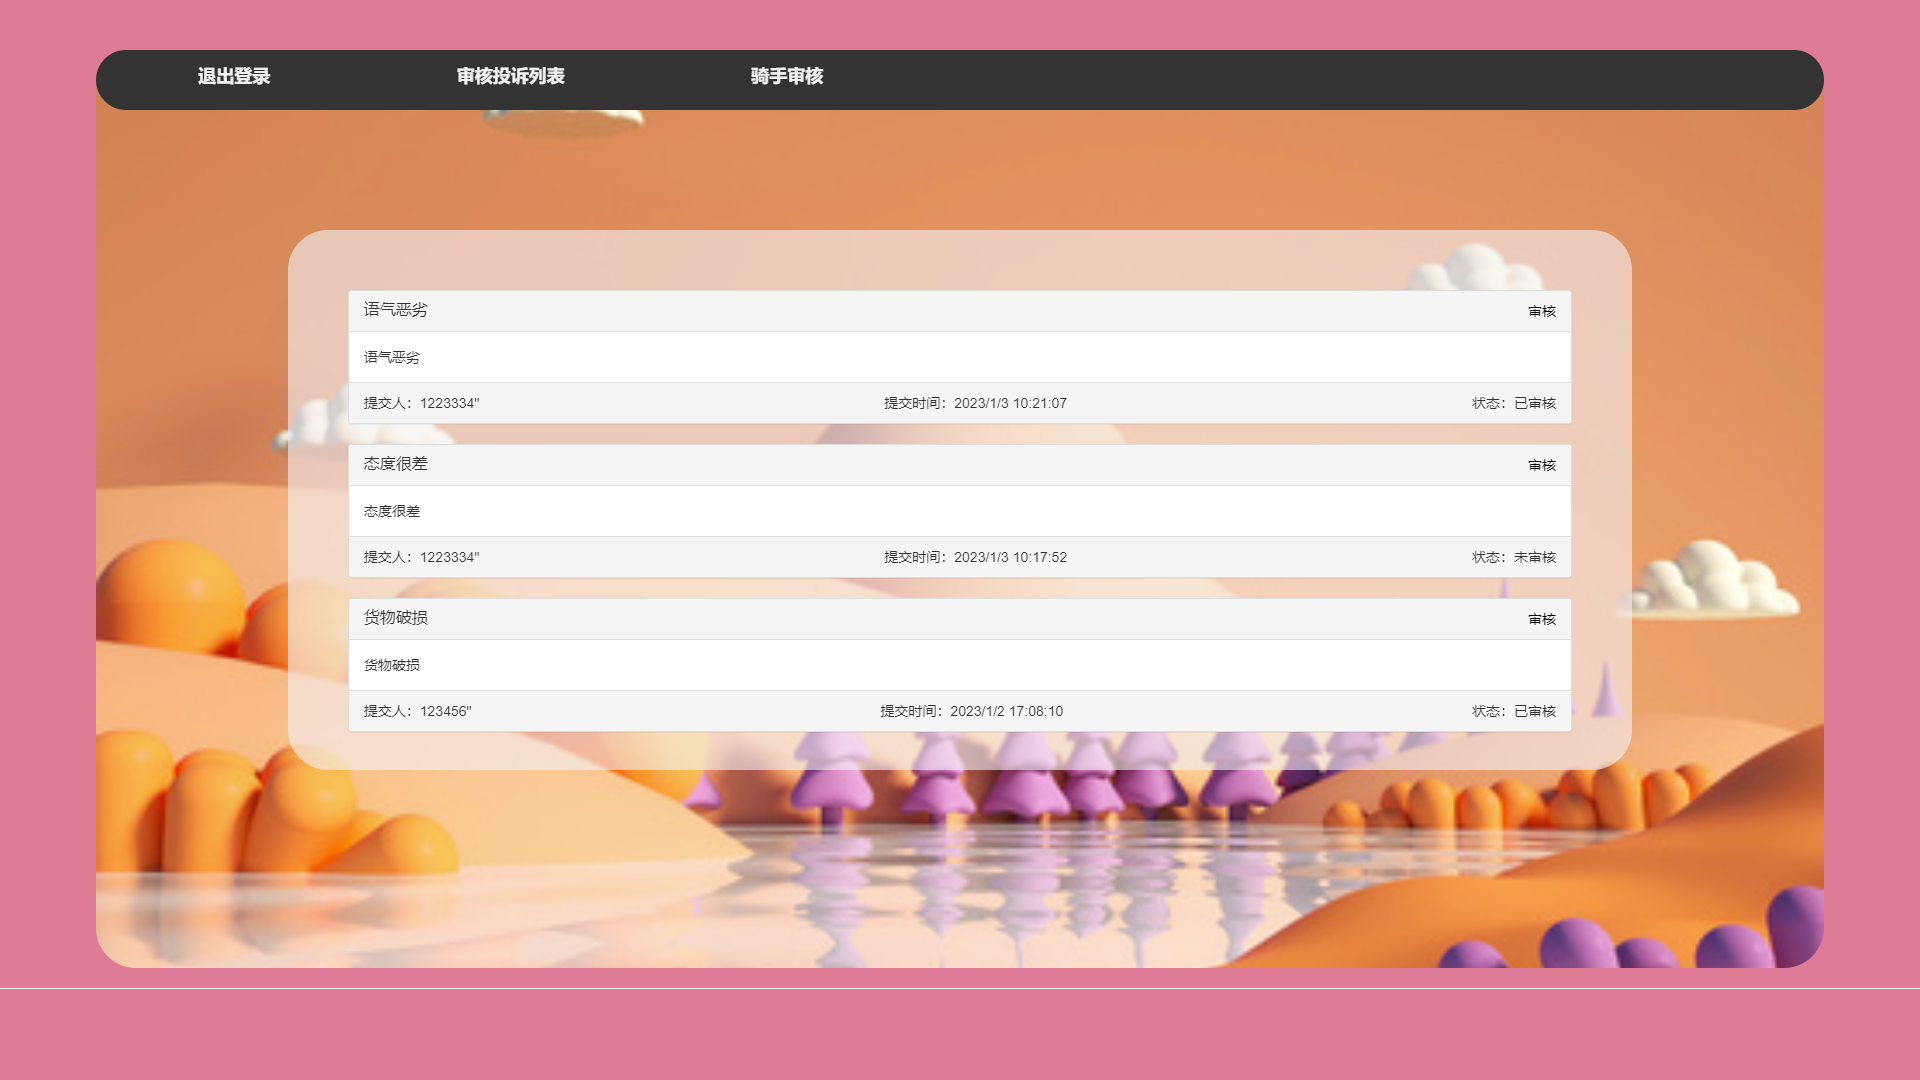 退出登录 审核投诉列表 骑手审核
语气恶劣 审核
语气恶劣
提交人：1223334" 提交时间：2023/1/3 10:21:07 状态：已审核
态度很差 审核
态度很差
提交人：1223334" 提交时间：2023/1/3 10:17:52 状态：未审核
货物破损 审核
货物破损
提交人：123456" 提交时间：2023/1/2 17:08:10 状态：已审核